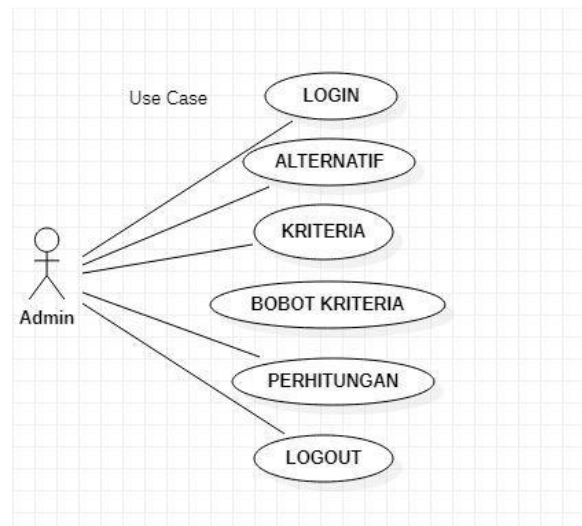 Use Case
LOGIN
ALTERNATIF
KRITERIA
BOBOT KRITERIA
Admin
PERHITUNGAN
LOGOUT